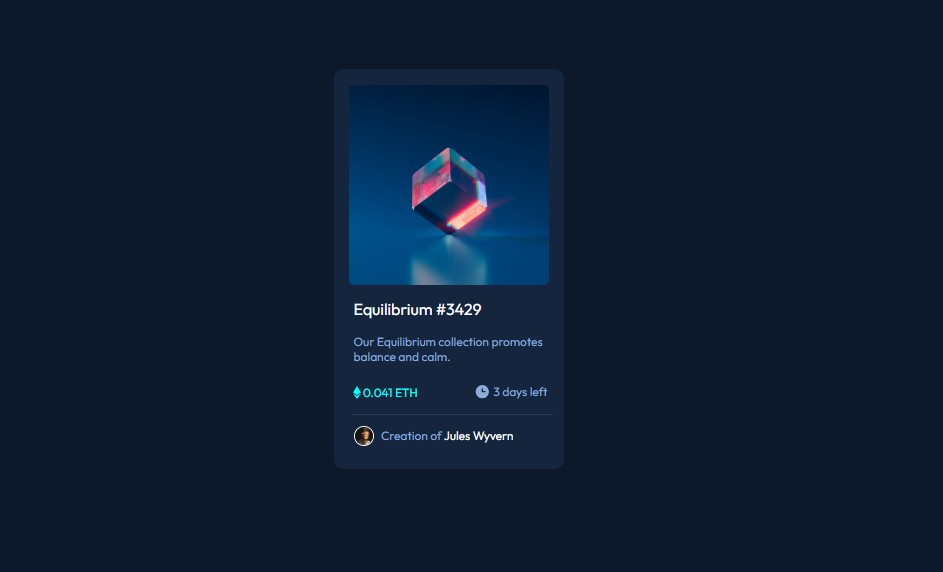 Equilibrium #3429
Our Equilibrium collection promotes
balance and calm.
0.041 ETH 3 days left
Creation of Jules Wyvern